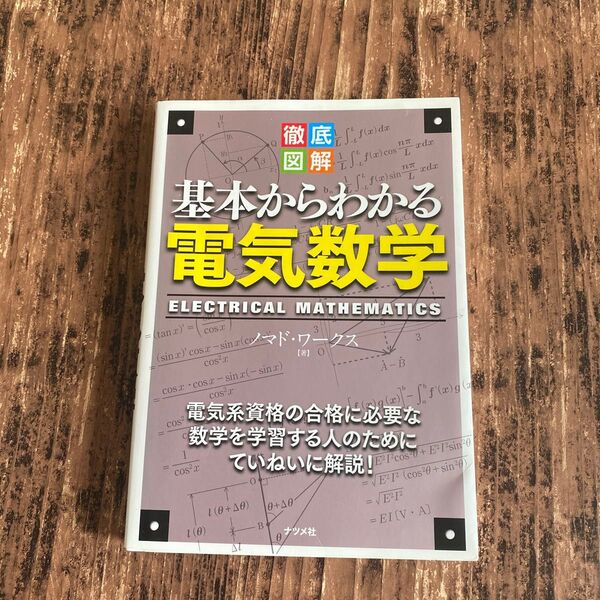 徹底
図解
基本からわかる
電気数学
ELECTRICAL MATHEMATICS
ノマド・ワークス
【著】
電気系資格の合格に必要な
数学を学習する人のために
ていねいに解説！
ナツメ社